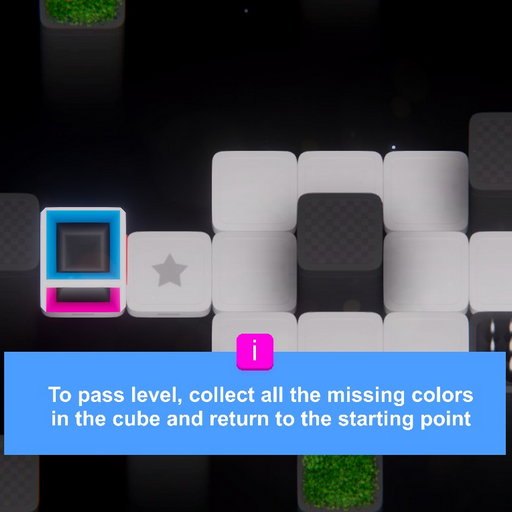 i
To pass level, collect all the missing colors
in the cube and return to the starting point